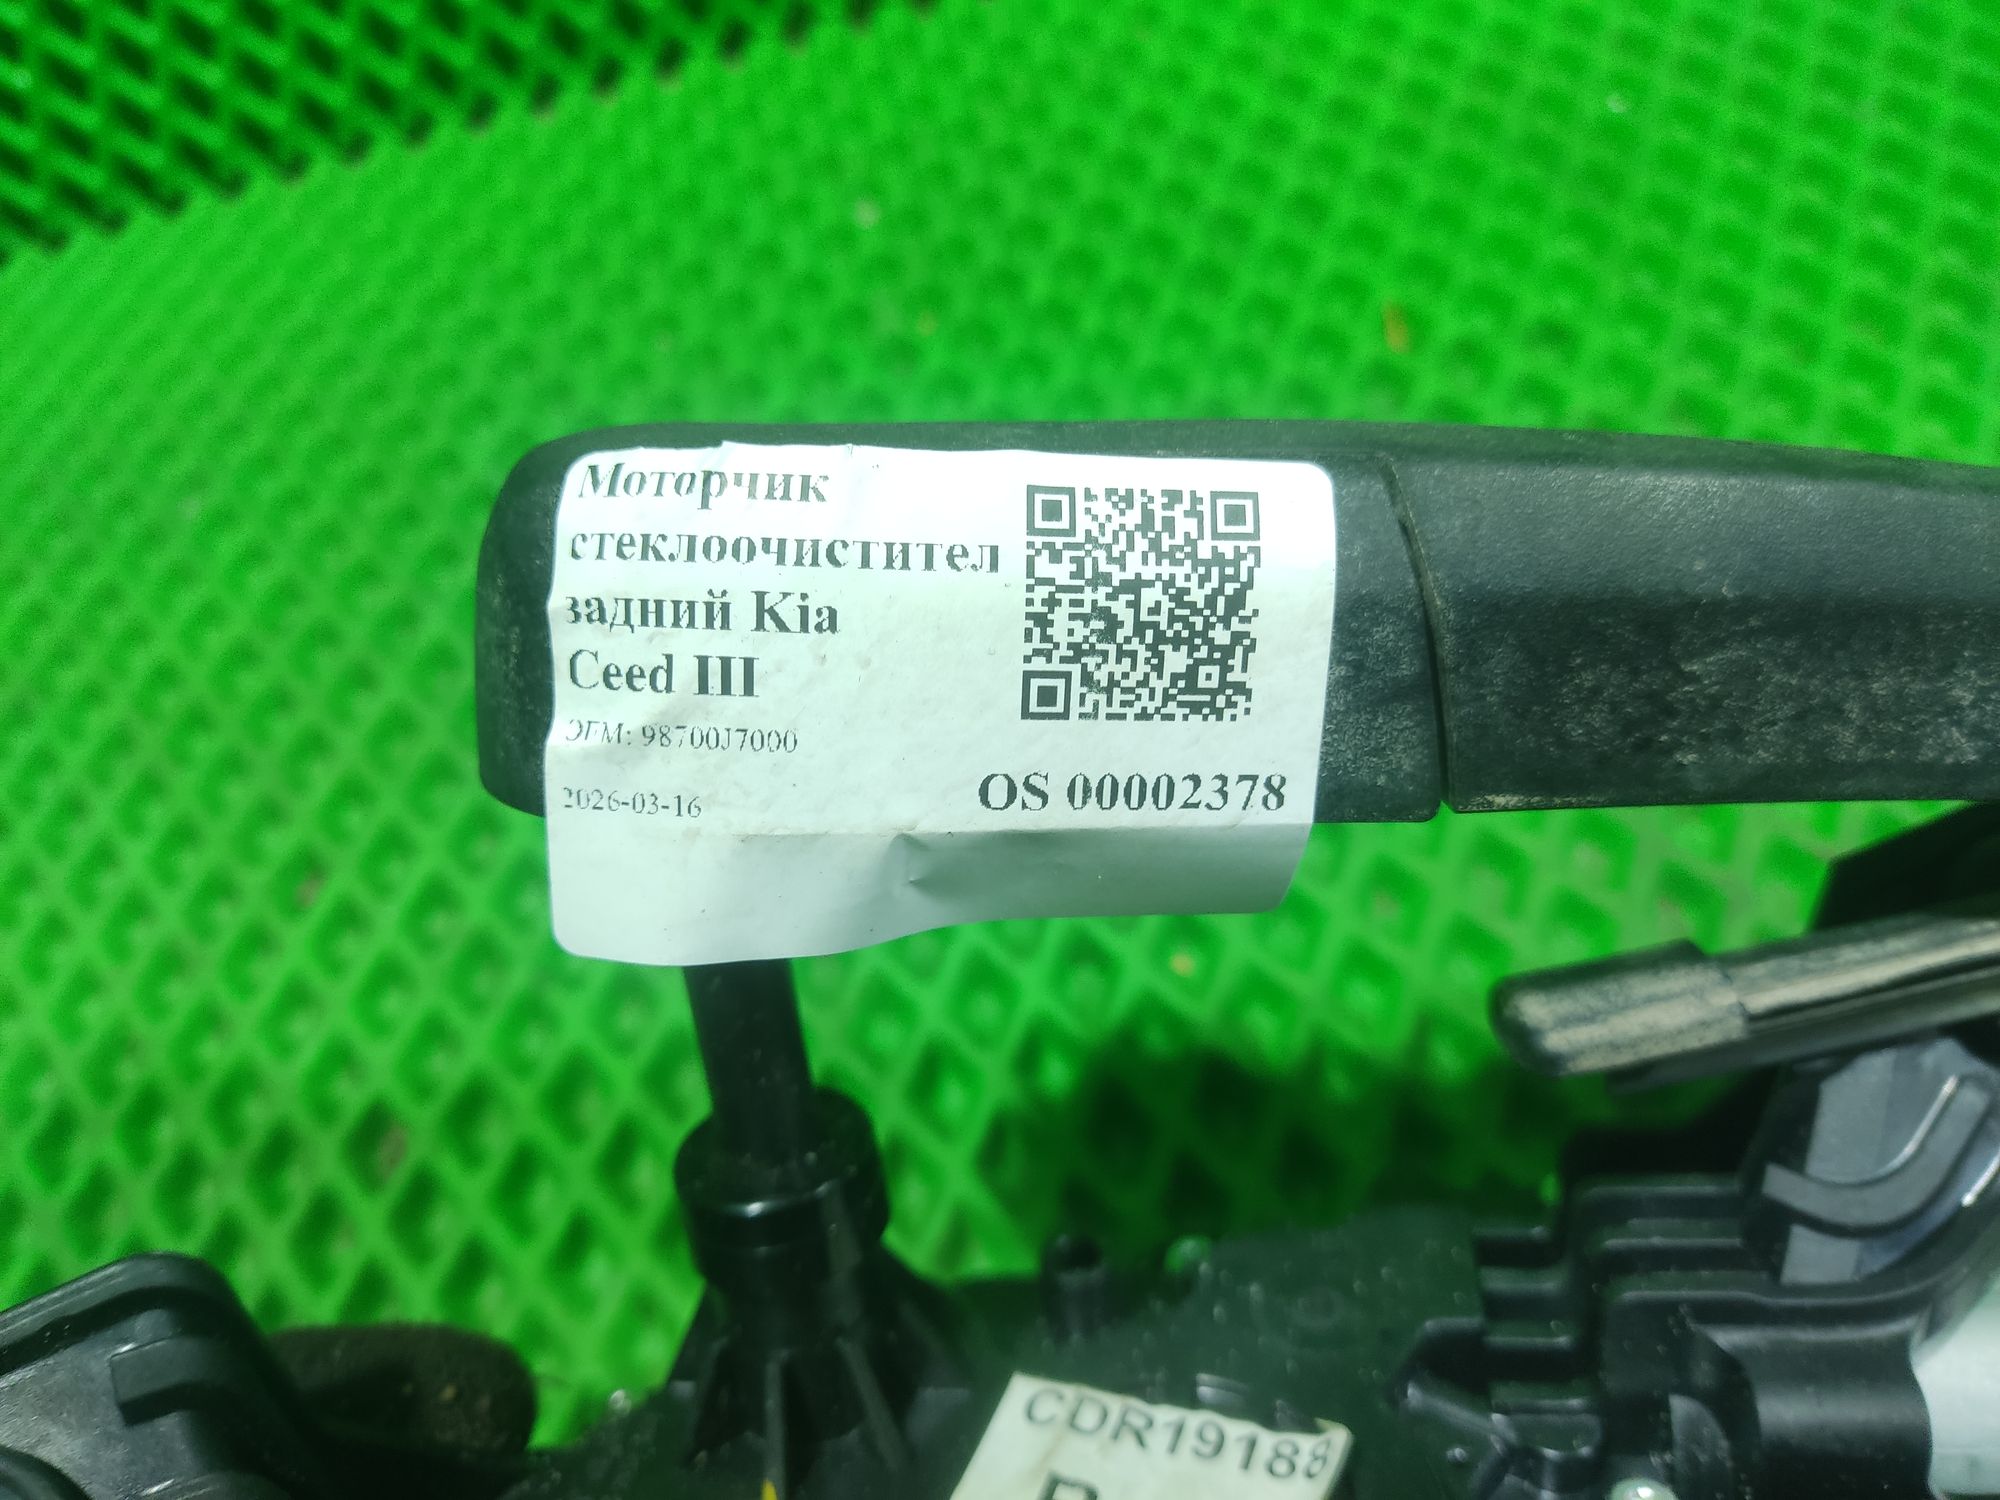 Моторчик
стеклоочистител
задний Kia
Ceed III
ОЕМ: 98700J7000
2026-03-16
OS 00002378
CDR19188